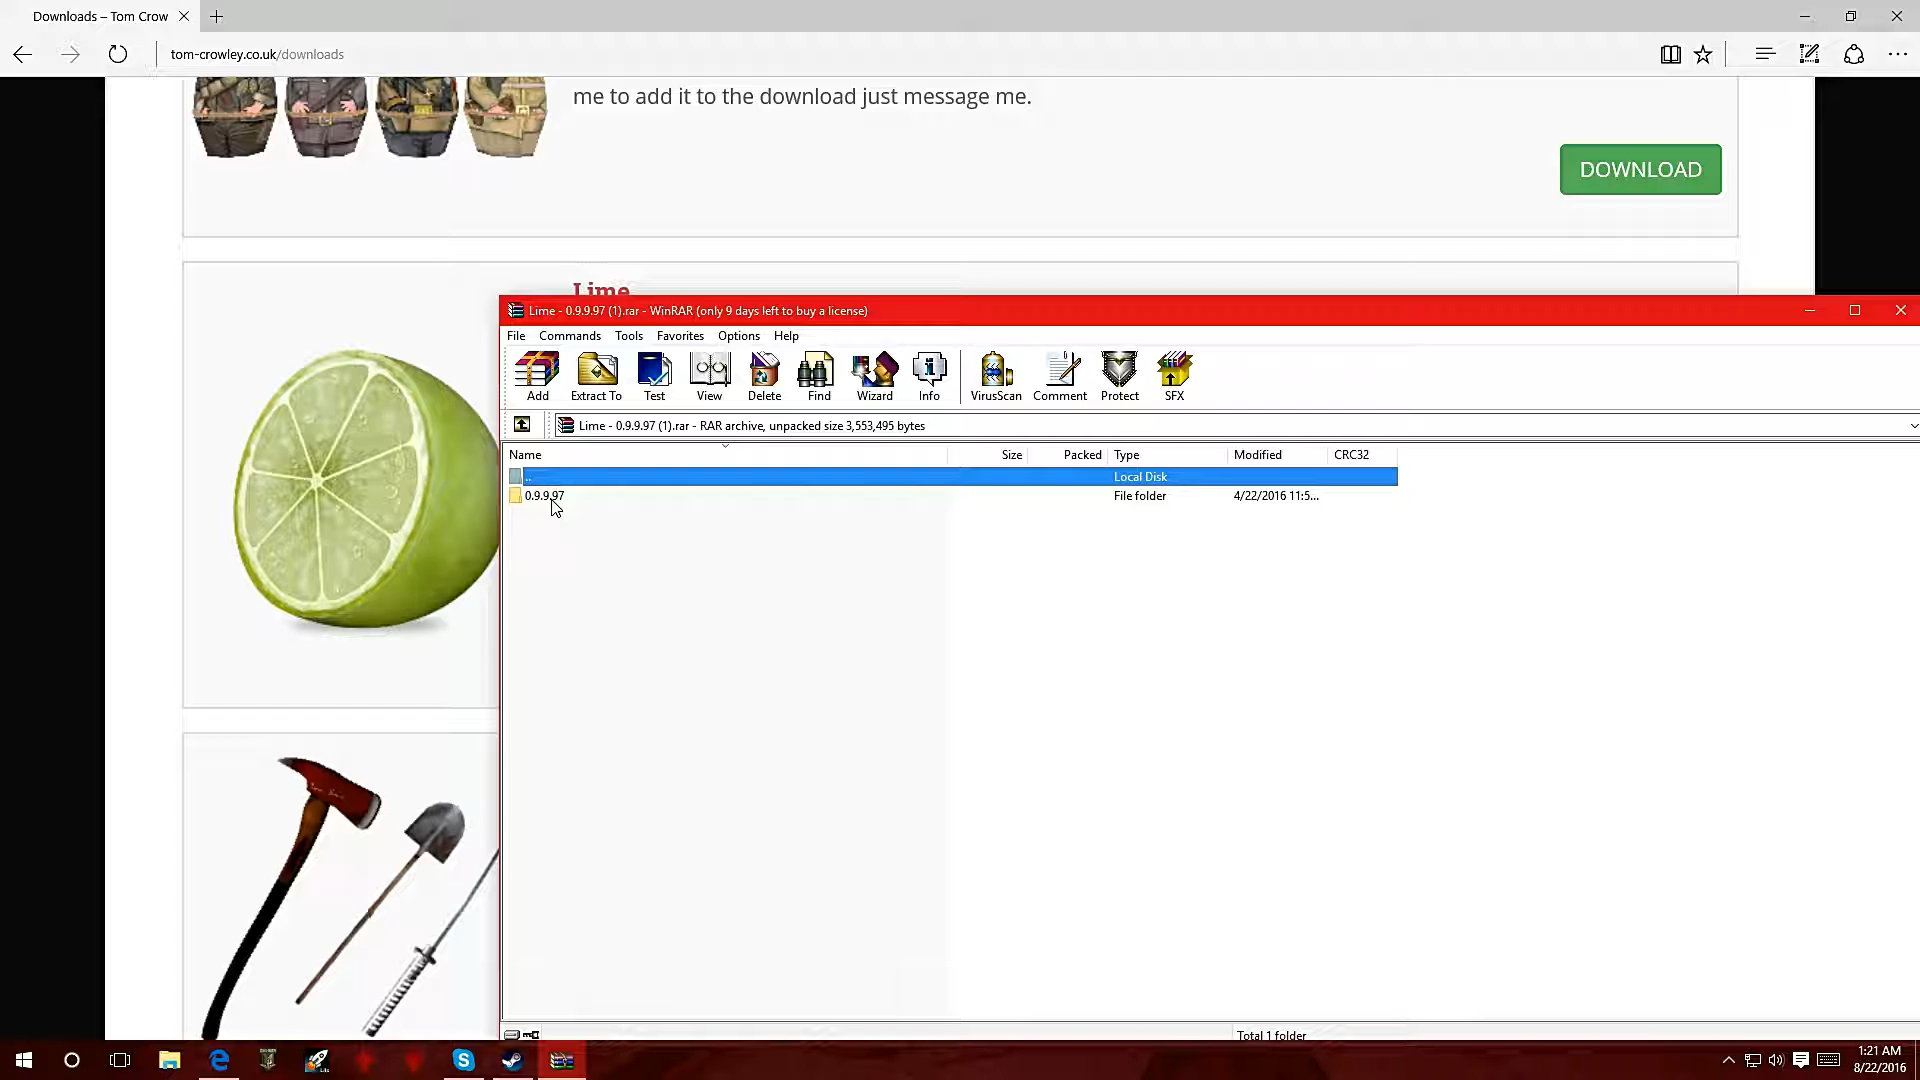 Downloads – Tom Crow
tom-crowley.co.uk/downloads
me to add it to the download just message me.
DOWNLOAD
Lime
Lime - 0.9.9.97 (1).rar - WinRAR (only 9 days left to buy a license)
File Commands Tools Favorites Options Help
Add Extract To Test View Delete Find Wizard Info VirusScan Comment Protect SFX
Lime - 0.9.9.97 (1).rar - RAR archive, unpacked size 3,553,495 bytes
Name Size Packed Type Modified CRC32
.. Local Disk
0.9.9.97 File folder 4/22/2016 11:5...
Total 1 folder
1:21 AM
8/22/2016